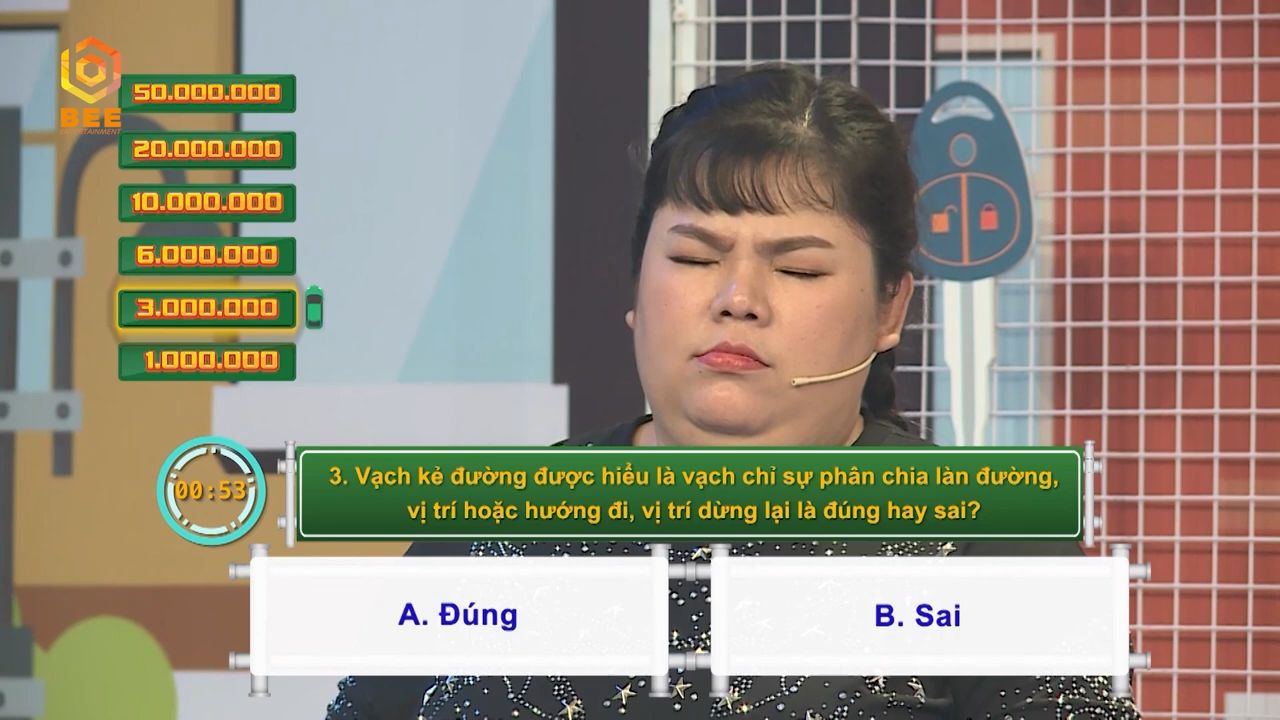 BEE
ENTERTAINMENT
50.000.000
20.000.000
10.000.000
6.000.000
3.000.000
1.000.000
00:53
3. Vạch kẻ đường được hiểu là vạch chỉ sự phân chia làn đường,
vị trí hoặc hướng đi, vị trí dừng lại là đúng hay sai?
A. Đúng
B. Sai